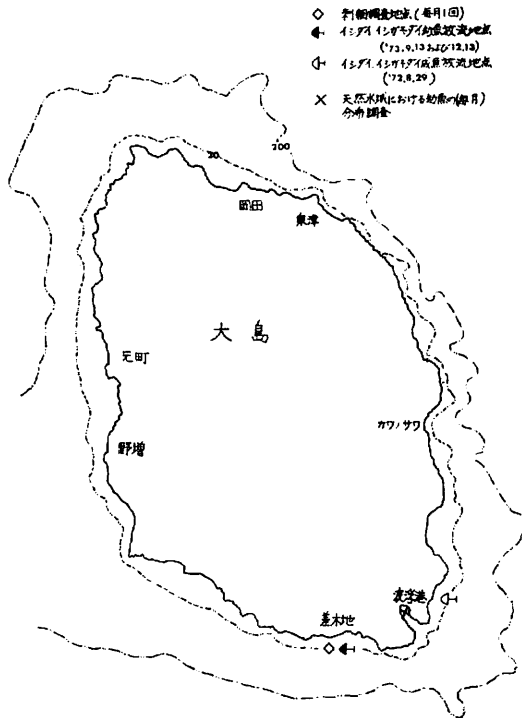 刺網調査地点(毎月1回)
イシダイ イシガキダイ幼魚放流地点
('73.9.13および12.13)
イシダイ.イシガキダイ成魚放流地点
('72.8.29)
天然水域における幼魚の(毎月)
分布調査
20
200
岡田
泉津
大島
元町
カワノサワ
野増
波浮港
差木地